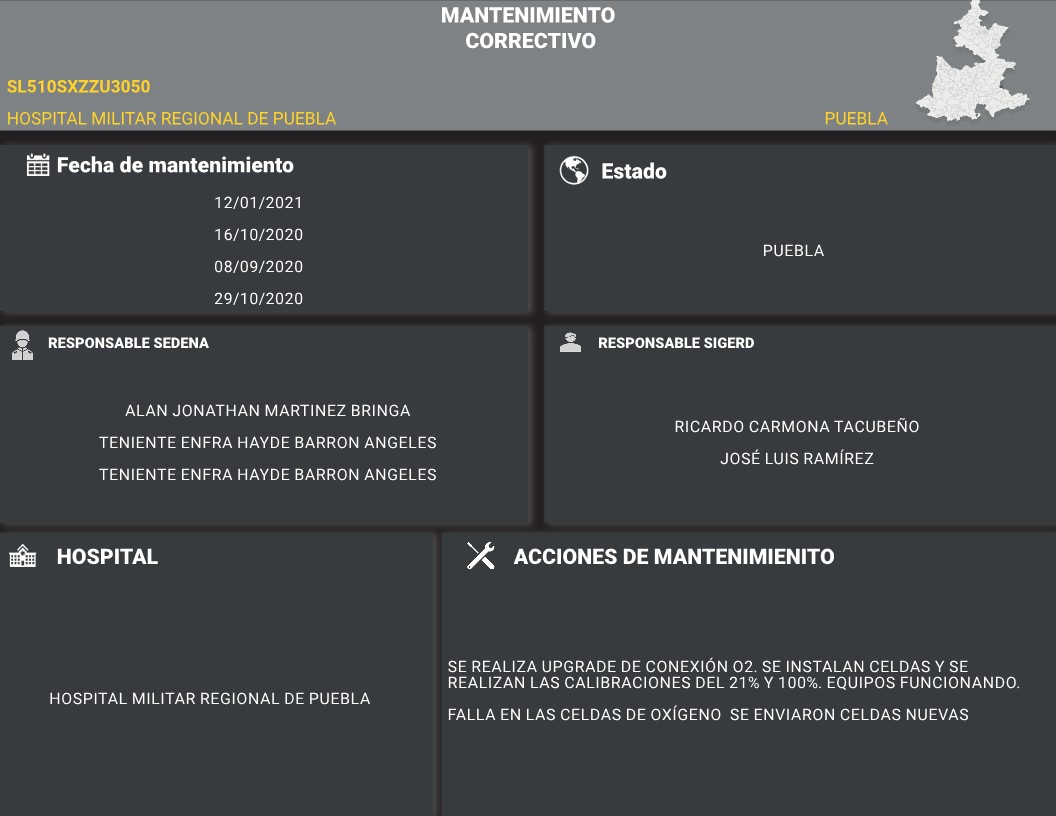 MANTENIMIENTO
CORRECTIVO
SL510SXZZU3050
HOSPITAL MILITAR REGIONAL DE PUEBLA
PUEBLA
Fecha de mantenimiento
12/01/2021
16/10/2020
08/09/2020
29/10/2020
Estado
PUEBLA
RESPONSABLE SEDENA
ALAN JONATHAN MARTINEZ BRINGA
TENIENTE ENFRA HAYDE BARRON ANGELES
TENIENTE ENFRA HAYDE BARRON ANGELES
RESPONSABLE SIGERD
RICARDO CARMONA TACUBEÑO
JOSÉ LUIS RAMÍREZ
HOSPITAL
HOSPITAL MILITAR REGIONAL DE PUEBLA
ACCIONES DE MANTENIMIENITO
SE REALIZA UPGRADE DE CONEXIÓN O2. SE INSTALAN CELDAS Y SE
REALIZAN LAS CALIBRACIONES DEL 21% Y 100%. EQUIPOS FUNCIONANDO.
FALLA EN LAS CELDAS DE OXÍGENO  SE ENVIARON CELDAS NUEVAS